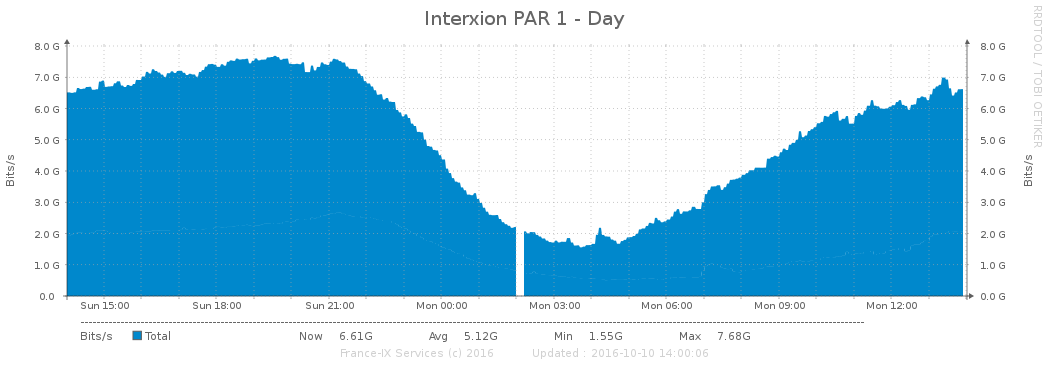 Interxion PAR 1 - Day
RRDTOOL / TOBI OETIKER
Bits/s
8.0 G
7.0 G
6.0 G
5.0 G
4.0 G
3.0 G
2.0 G
1.0 G
0.0
8.0 G
7.0 G
6.0 G
5.0 G
4.0 G
3.0 G
2.0 G
1.0 G
0.0 G
Bits/s
Sun 15:00 Sun 18:00 Sun 21:00 Mon 00:00 Mon 03:00 Mon 06:00 Mon 09:00 Mon 12:00
Bits/s Total Now 6.61G Avg 5.12G Min 1.55G Max 7.68G
France-IX Services (c) 2016 Updated : 2016-10-10 14:00:06